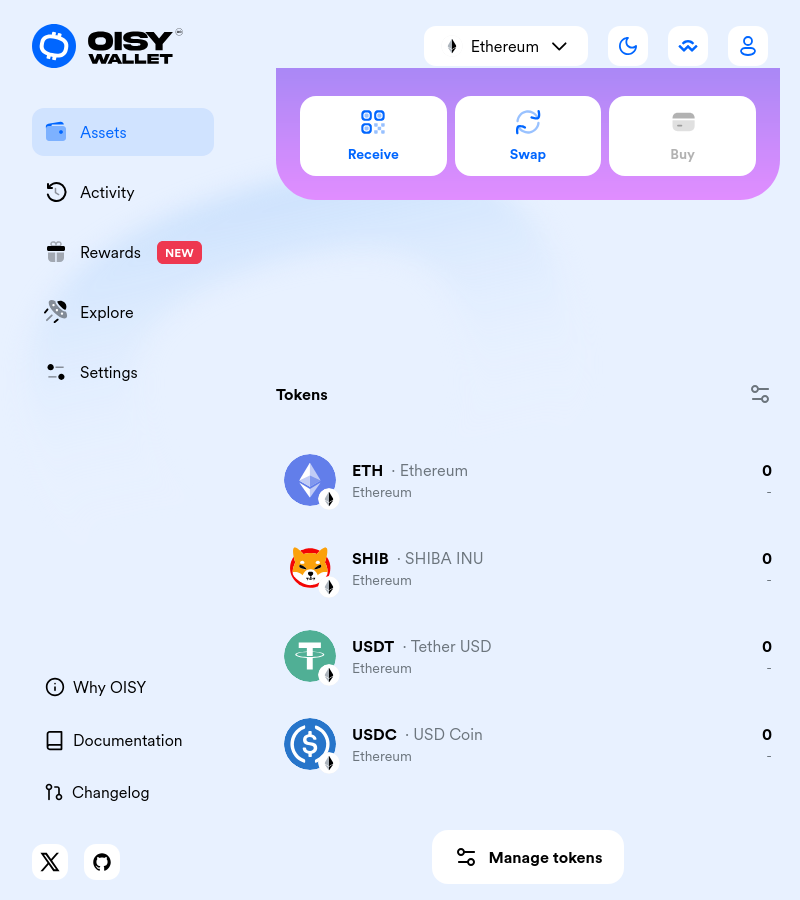 OISY
WALLET
Ethereum
Assets
Activity
Rewards NEW
Explore
Settings
Receive
Swap
Buy
Tokens
ETH · Ethereum
Ethereum
0
-
SHIB · SHIBA INU
Ethereum
0
-
USDT · Tether USD
Ethereum
0
-
USDC · USD Coin
Ethereum
0
-
Why OISY
Documentation
Changelog
Manage tokens